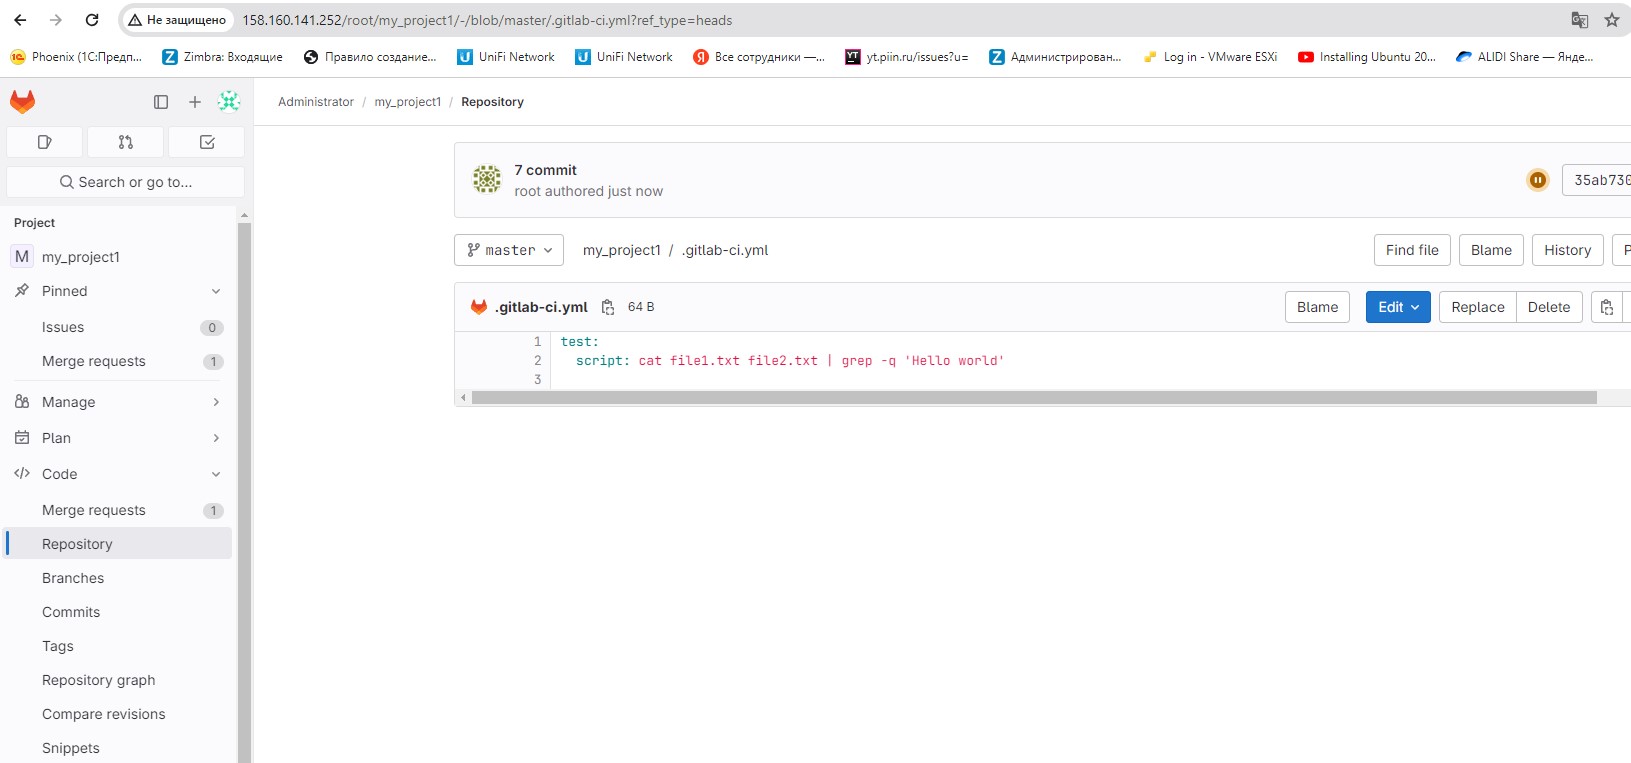 Не защищено 158.160.141.252/root/my_project1/-/blob/master/.gitlab-ci.yml?ref_type=heads
Phoenix (1С:Предп... Zimbra: Входящие Правило создание... UniFi Network UniFi Network Все сотрудники —... yt.piin.ru/issues?u= Администрирован... Log in - VMware ESXi Installing Ubuntu 20... ALIDI Share — Янде...
Administrator / my_project1 / Repository
Search or go to...
Project
M my_project1
Pinned
Issues 0
Merge requests 1
Manage
Plan
Code
Merge requests 1
Repository
Branches
Commits
Tags
Repository graph
Compare revisions
Snippets
7 commit
root authored just now
35ab730
master my_project1 / .gitlab-ci.yml
Find file Blame History P
.gitlab-ci.yml 64 B
Blame Edit Replace Delete
1 test:
2 script: cat file1.txt file2.txt | grep -q 'Hello world'
3